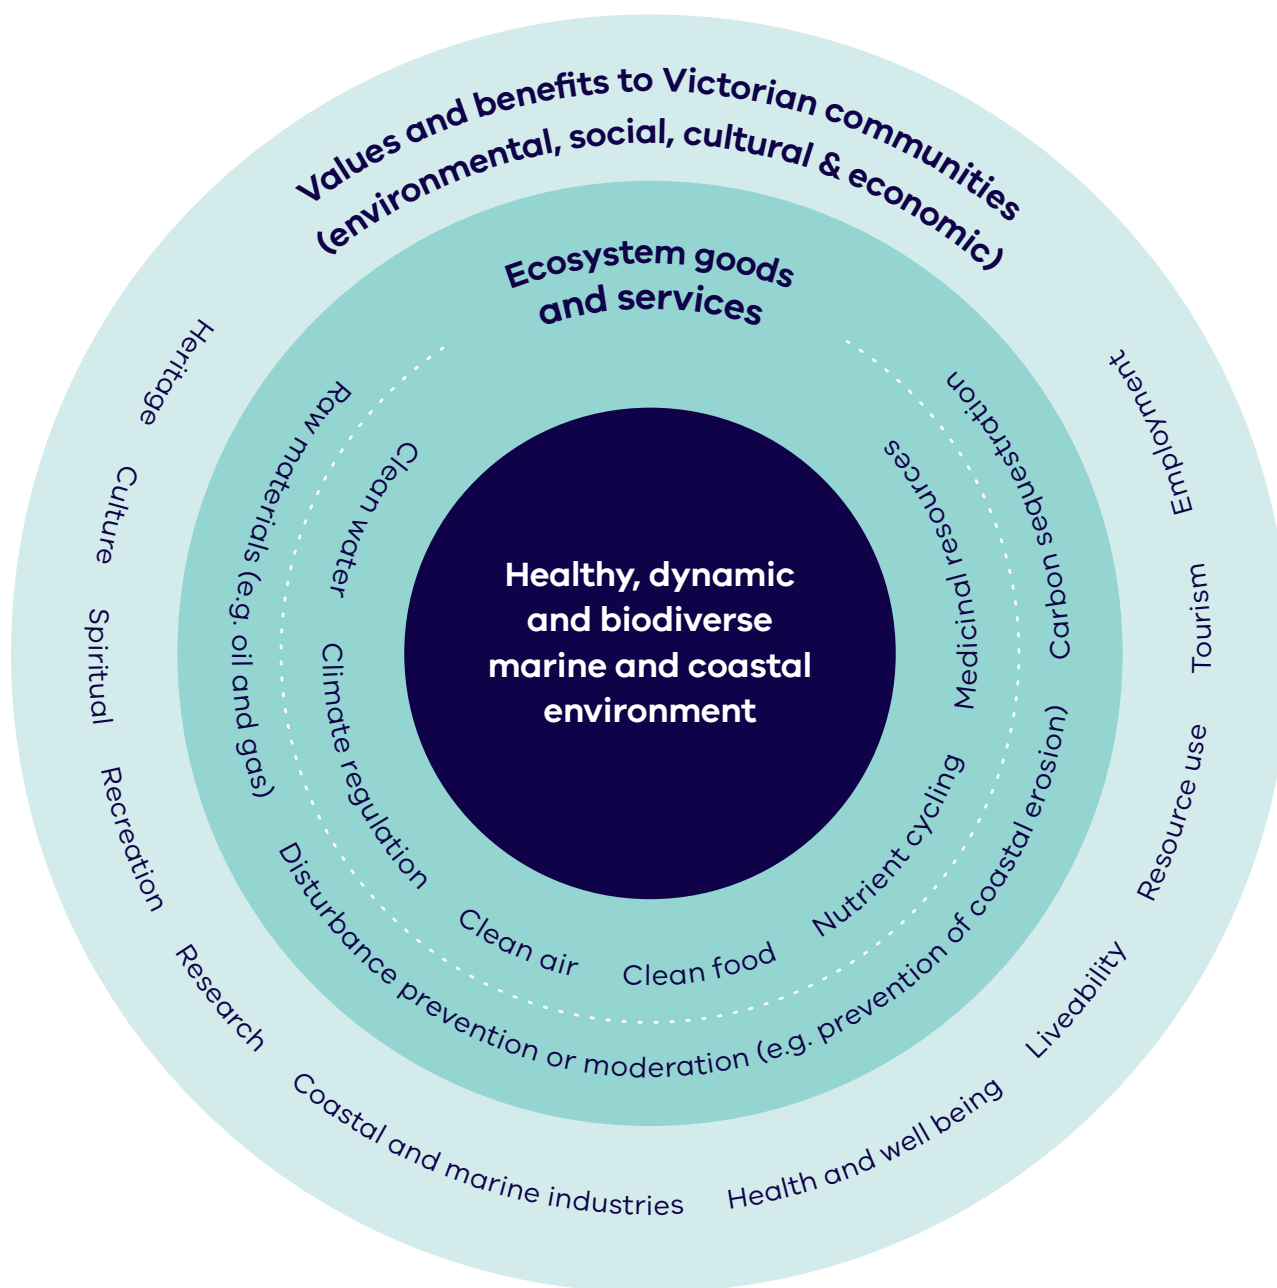 Values and benefits to Victorian communities
(environmental, social, cultural & economic)
Ecosystem goods
and services
Healthy, dynamic
and biodiverse
marine and coastal
environment
Clean water
Climate regulation
Clean air
Clean food
Nutrient cycling
Medicinal resources
Raw materials (e.g. oil and gas)
Disturbance prevention or moderation (e.g. prevention of coastal erosion)
Carbon sequestration
Heritage
Culture
Spiritual
Recreation
Research
Coastal and marine industries
Health and well being
Liveability
Resource use
Tourism
Employment